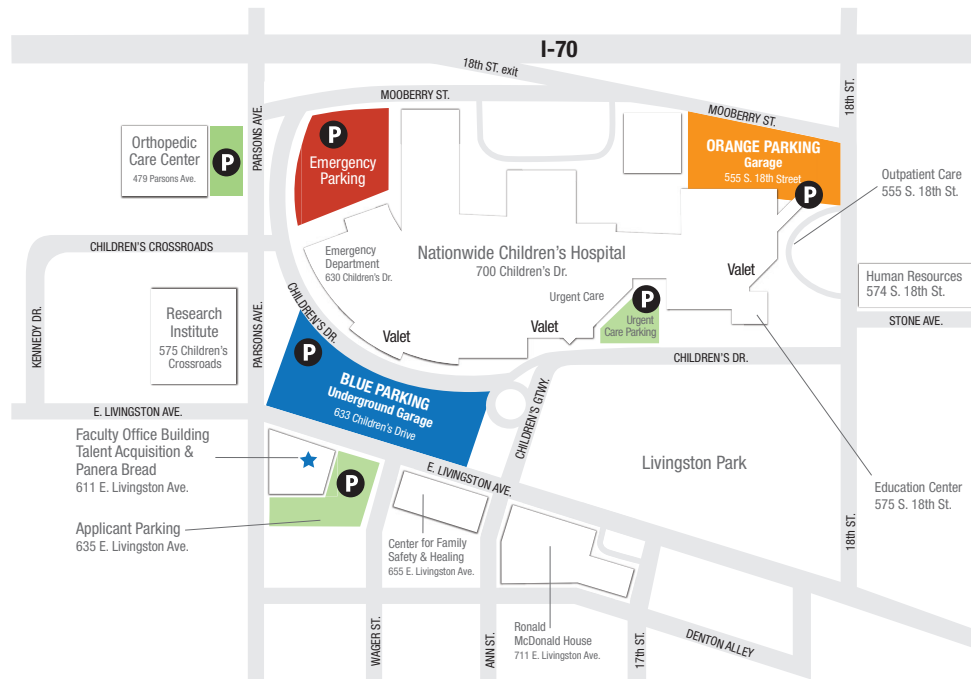 I-70
18th ST. exit
MOOBERRY ST.
MOOBERRY ST.
18th ST.
PARSONS AVE.
Orthopedic
Care Center
479 Parsons Ave.
P
P
Emergency
Parking
ORANGE PARKING
Garage
555 S. 18th Street
P
Outpatient Care
555 S. 18th St.
CHILDREN'S CROSSROADS
Emergency
Department
630 Children's Dr.
Nationwide Children's Hospital
700 Children's Dr.
Valet
Human Resources
574 S. 18th St.
STONE AVE.
KENNEDY DR.
Research
Institute
575 Children's
Crossroads
PARSONS AVE.
CHILDREN'S DR.
Valet
Valet
Urgent Care
P
Urgent
Care Parking
CHILDREN'S DR.
P
BLUE PARKING
Underground Garage
633 Children's Drive
CHILDREN'S GTWY.
E. LIVINGSTON AVE.
Faculty Office Building
Talent Acquisition &
Panera Bread
611 E. Livingston Ave.
P
E. LIVINGSTON AVE.
Livingston Park
Education Center
575 S. 18th St.
Applicant Parking
635 E. Livingston Ave.
Center for Family
Safety & Healing
655 E. Livingston Ave.
18th ST.
Ronald
McDonald House
711 E. Livingston Ave.
WAGER ST.
ANN ST.
17th ST.
DENTON ALLEY